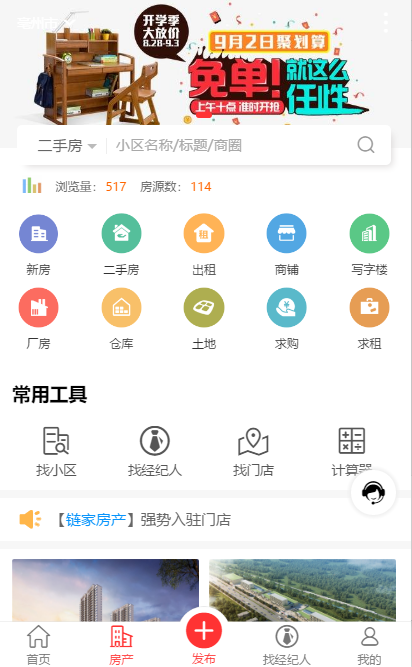 亳州市
开学季
大放价
8.28-9.3
9月2日聚划算
免单!就这么任性
上午十点 准时开抢
二手房 小区名称/标题/商圈
浏览量: 517 房源数: 114
新房 二手房 出租 商铺 写字楼
厂房 仓库 土地 求购 求租
常用工具
找小区 找经纪人 找门店 计算器
【链家房产】强势入驻门店
首页 房产 发布 找经纪人 我的